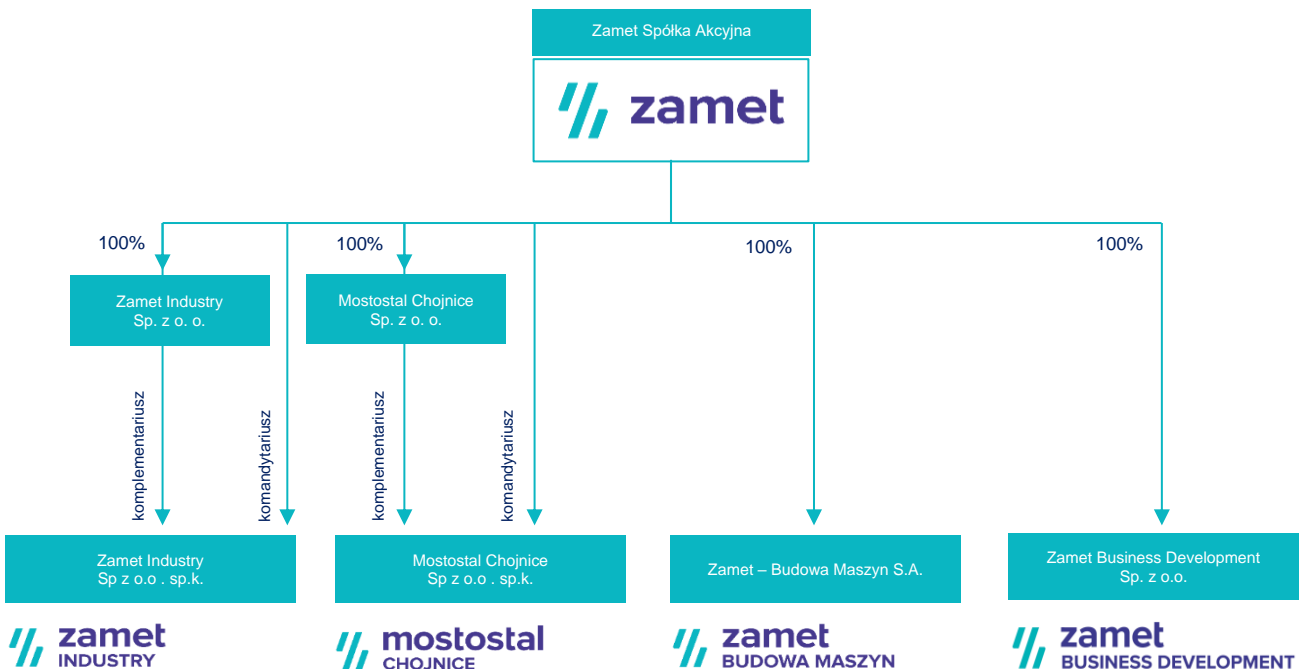 Zamet Spółka Akcyjna
zamet
100%
100%
100%
100%
Zamet Industry
Sp. z o. o.
Mostostal Chojnice
Sp. z o. o.
komplementariusz
komandytariusz
komplementariusz
komandytariusz
Zamet Industry
Sp z o.o . sp.k.
Mostostal Chojnice
Sp z o.o . sp.k.
Zamet – Budowa Maszyn S.A.
Zamet Business Development
Sp. z o.o.
zamet
INDUSTRY
mostostal
CHOJNICE
zamet
BUDOWA MASZYN
zamet
BUSINESS DEVELOPMENT